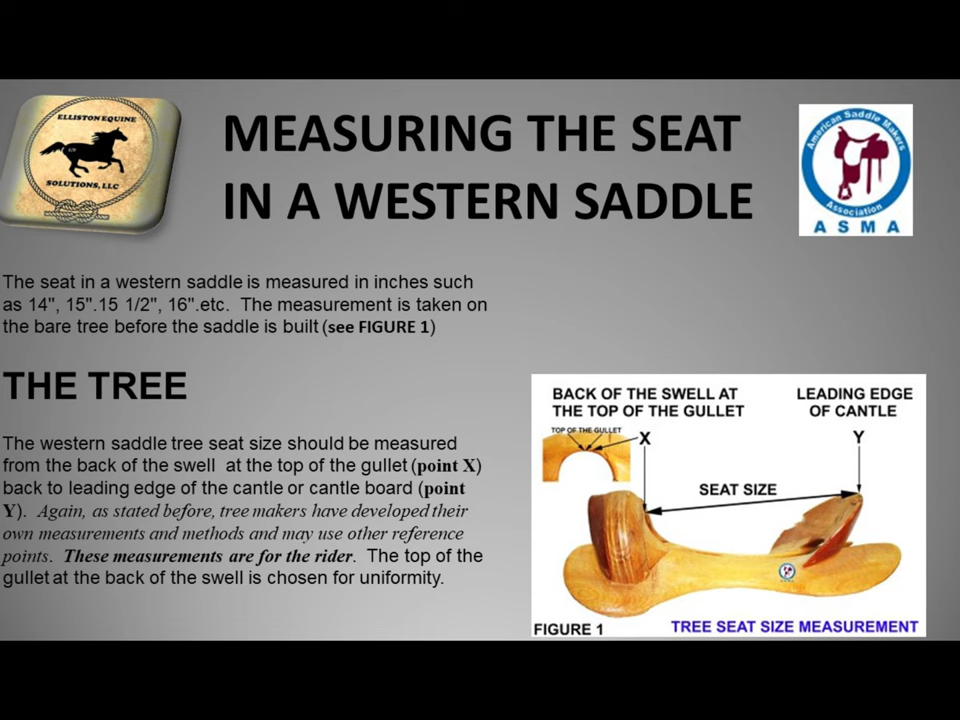 ELLISTON EQUINE
SOLUTIONS, LLC
MEASURING THE SEAT
IN A WESTERN SADDLE
American Saddle Makers
Association
ASMA
The seat in a western saddle is measured in inches such
as 14", 15".15 1/2", 16".etc.  The measurement is taken on
the bare tree before the saddle is built (see FIGURE 1)
THE TREE
The western saddle tree seat size should be measured
from the back of the swell  at the top of the gullet (point X)
back to leading edge of the cantle or cantle board (point
Y).  Again, as stated before, tree makers have developed their
own measurements and methods and may use other reference
points.  These measurements are for the rider.  The top of the
gullet at the back of the swell is chosen for uniformity.
BACK OF THE SWELL AT
THE TOP OF THE GULLET
LEADING EDGE
OF CANTLE
TOP OF THE GULLET
X
Y
SEAT SIZE
FIGURE 1
TREE SEAT SIZE MEASUREMENT